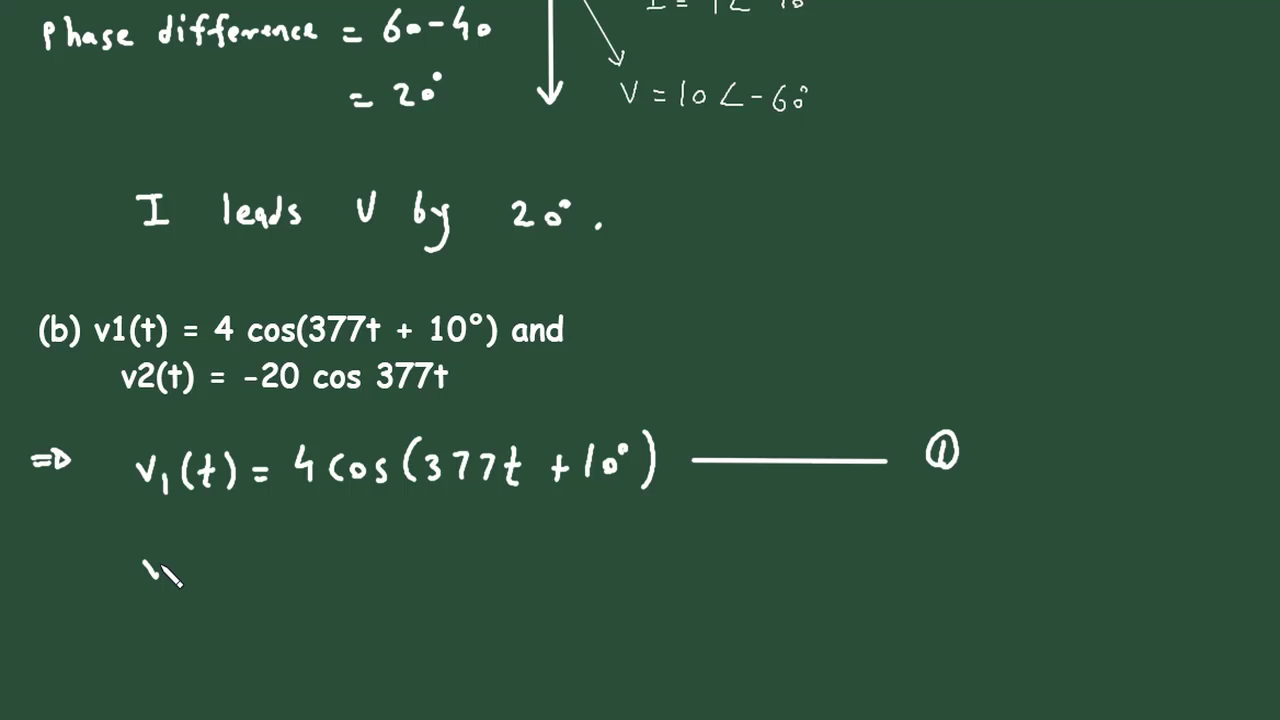 Phase difference = 60-40
= 20°
V = 10∠-60°
I leads V by 20°.
(b) v1(t) = 4 cos(377t + 10°) and
v2(t) = -20 cos 377t
⇒ v₁(t) = 4 cos(377t + 10°) ——— ①